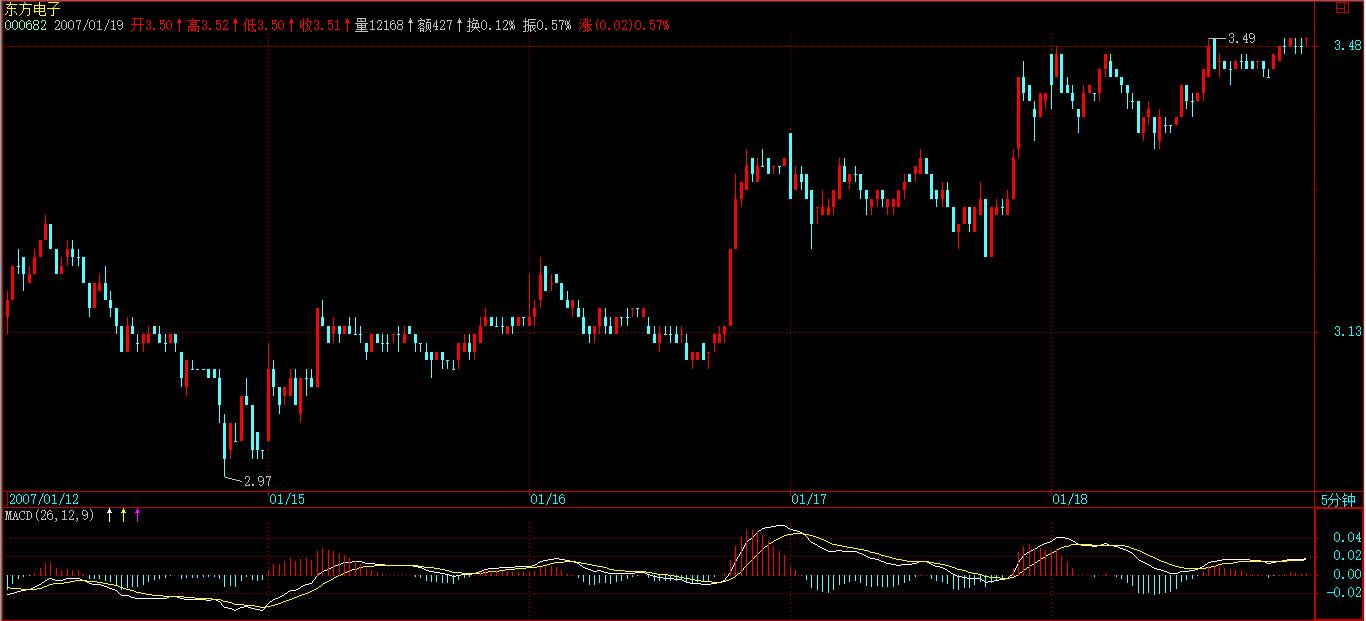 东方电子
000682 2007/01/19 开3.50↑高3.52↑低3.50↑收3.51↑量12168↑额427↑换0.12% 振0.57% 涨(0.02)0.57%
日
3.49
3.48
3.13
2.97
2007/01/12 01/15 01/16 01/17 01/18 5分钟
MACD(26,12,9) ↑ ↑ ↑
0.04
0.02
0.00
-0.02